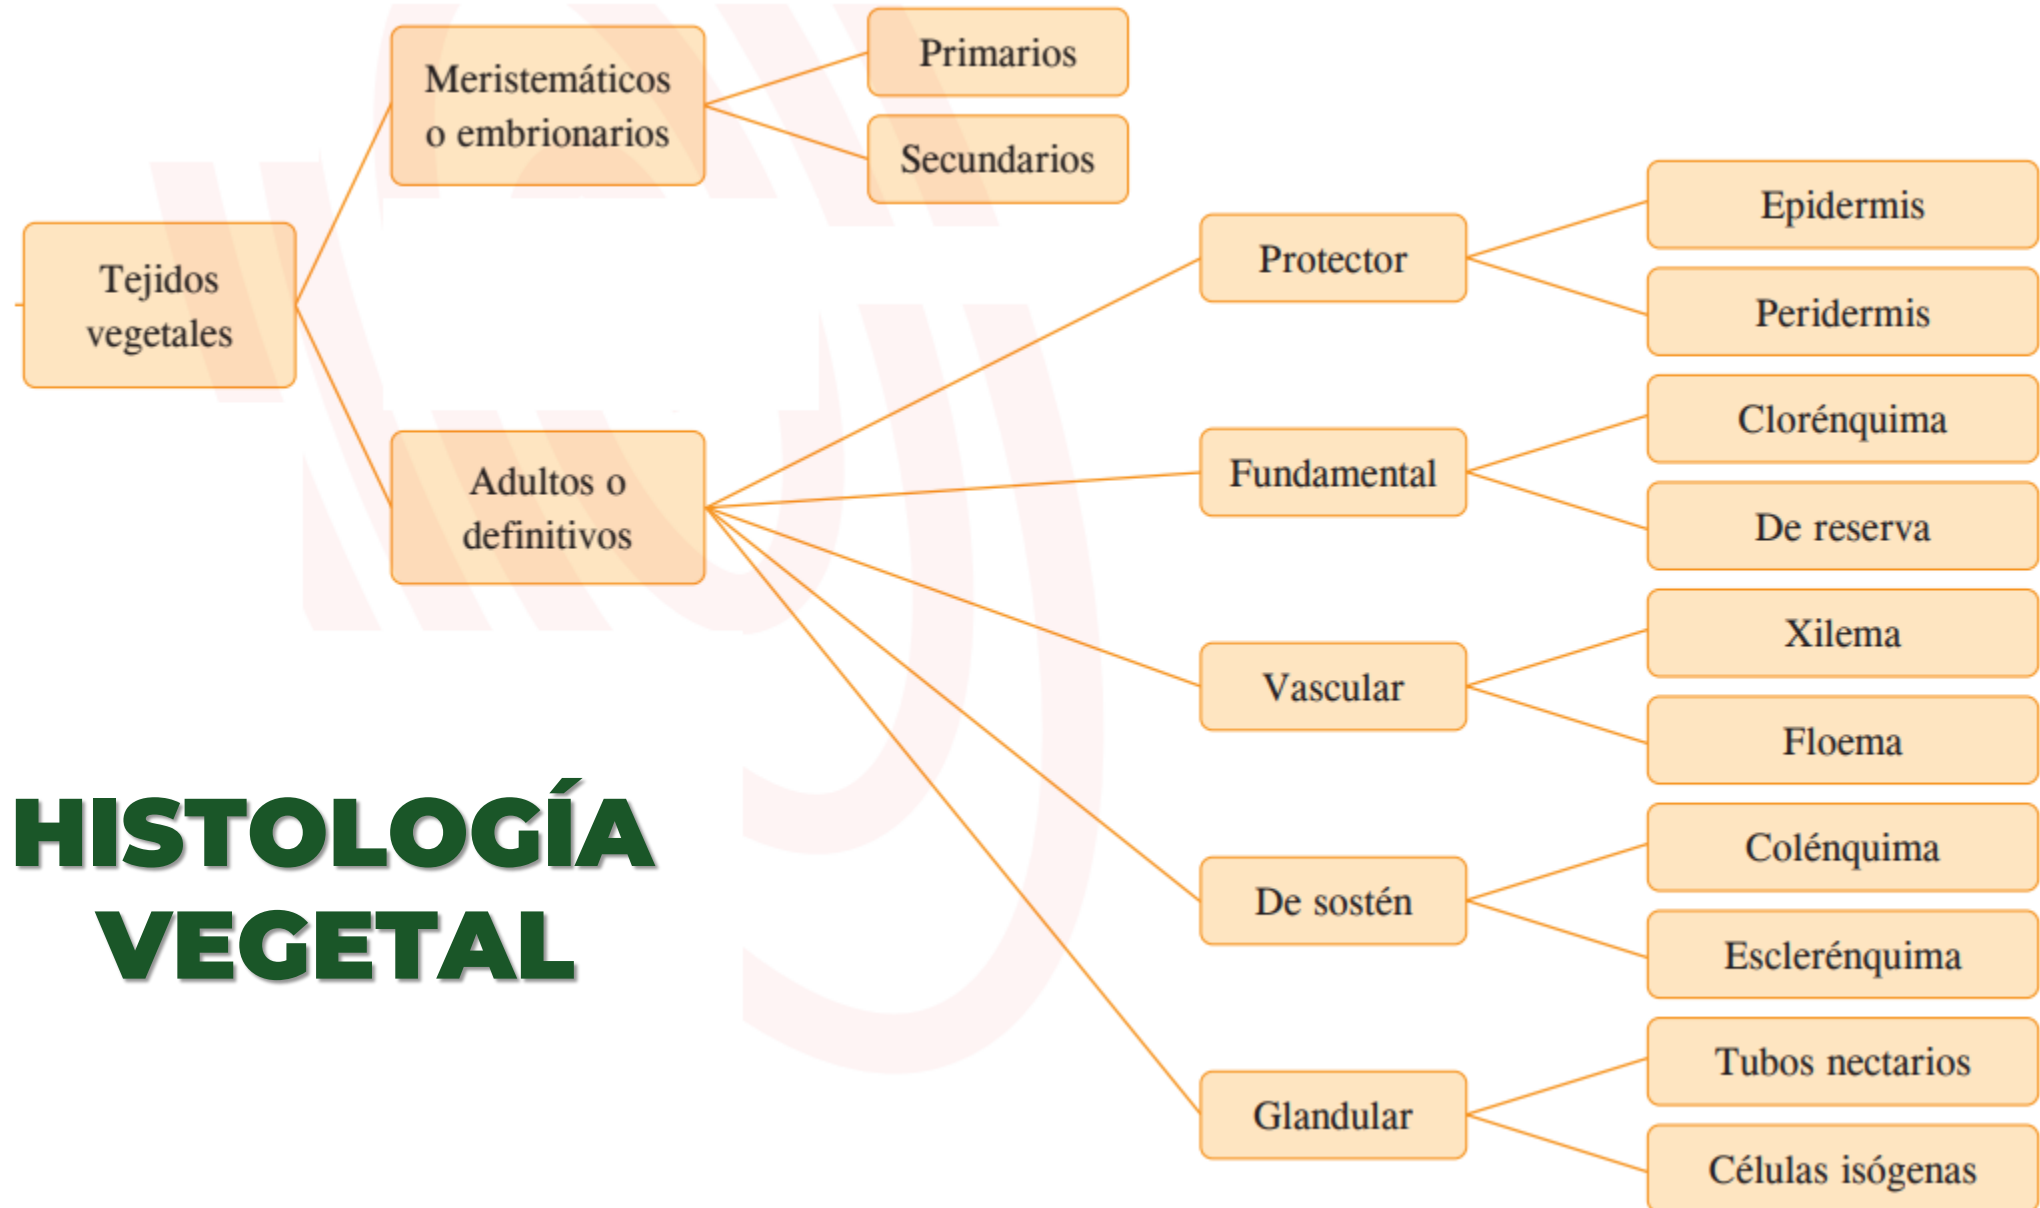 Tejidos
vegetales
Meristemáticos
o embrionarios
Primarios
Secundarios
Adultos o
definitivos
Protector
Epidermis
Peridermis
Fundamental
Clorénquima
De reserva
Vascular
Xilema
Floema
De sostén
Colénquima
Esclerénquima
Glandular
Tubos nectarios
Células isógenas
HISTOLOGÍA
VEGETAL